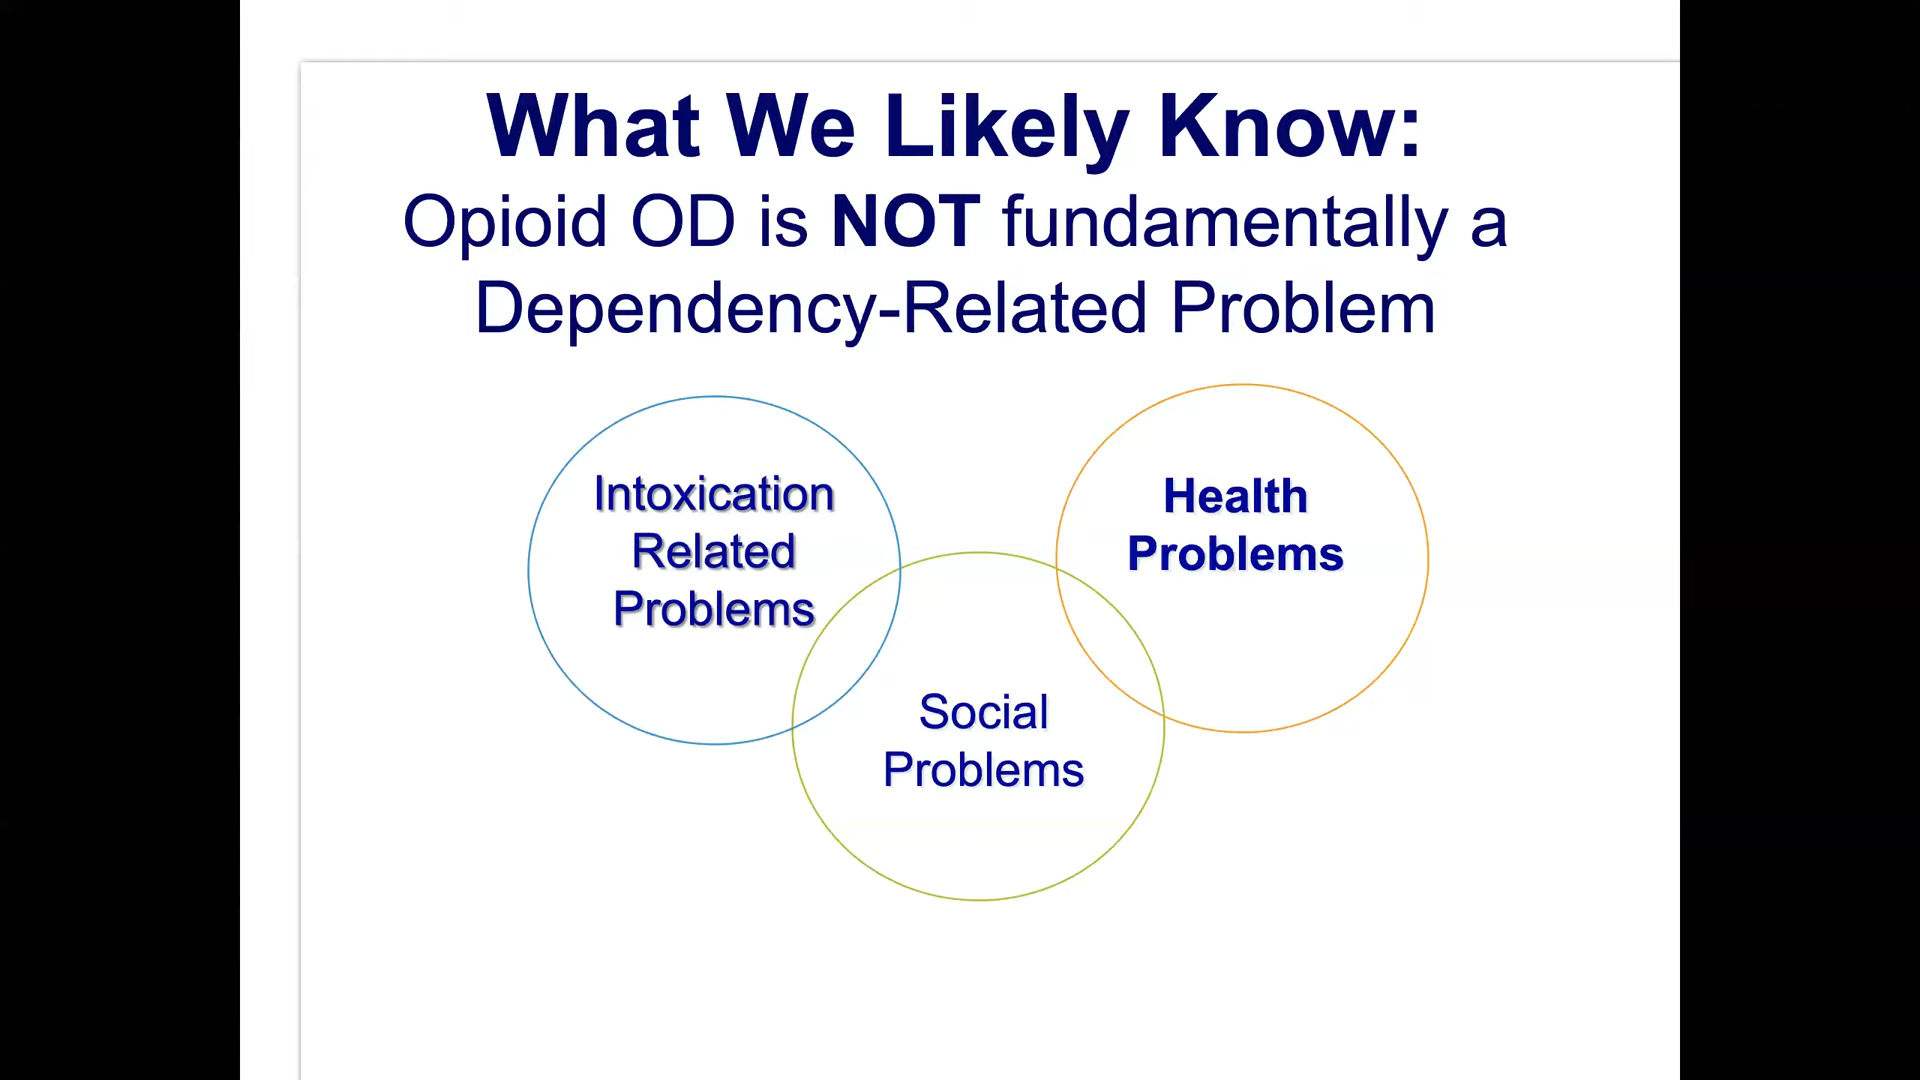 What We Likely Know:
Opioid OD is NOT fundamentally a
Dependency-Related Problem
Intoxication
Related
Problems
Health
Problems
Social
Problems